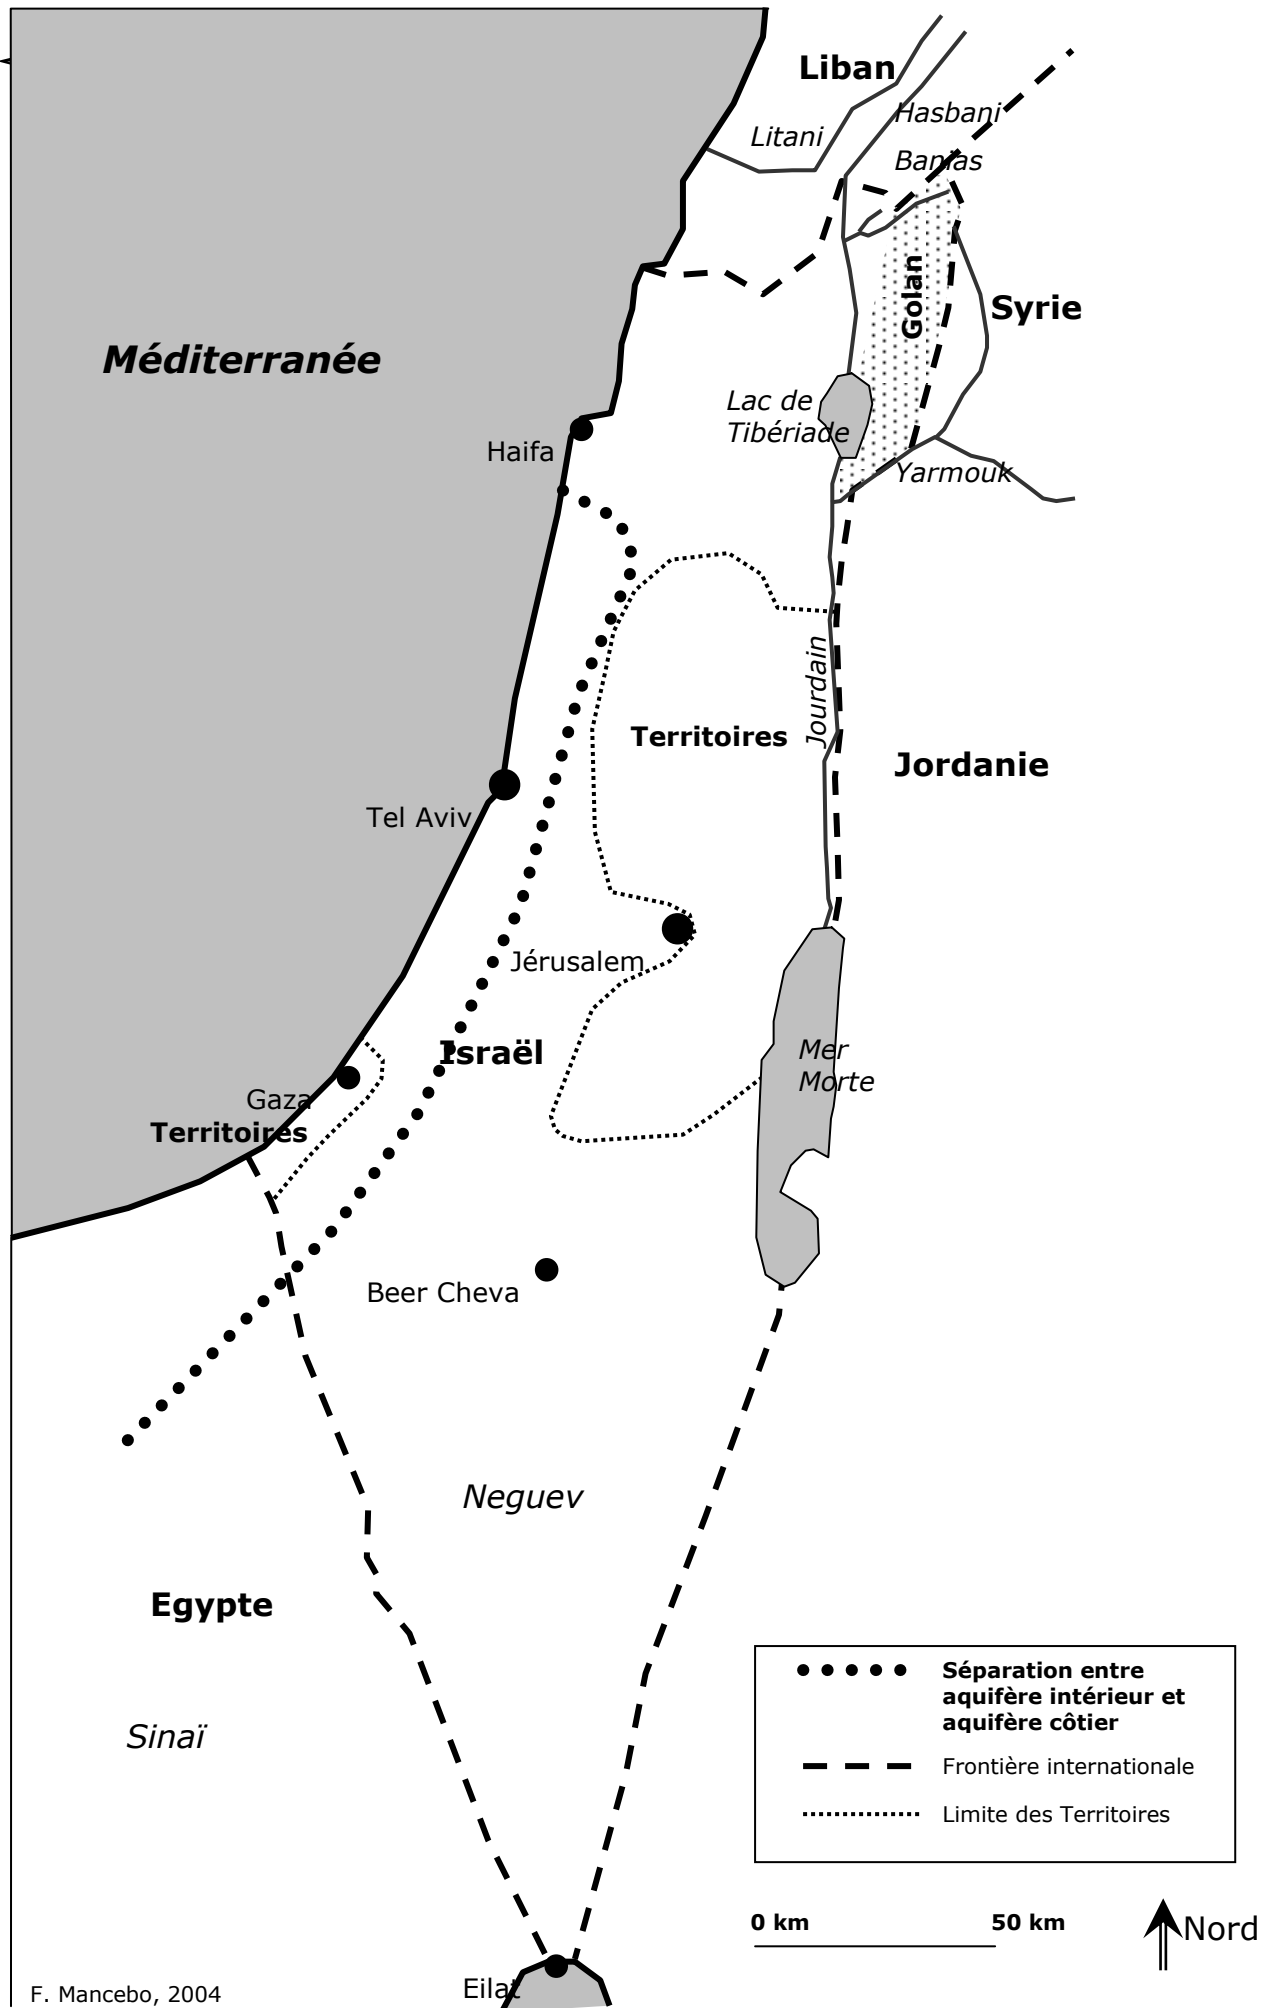 Liban
Hasbani
Litani
Banias
Golan
Syrie
Méditerranée
Lac de
Tibériade
Haifa
Yarmouk
Jourdain
Territoires
Jordanie
Tel Aviv
Jérusalem
Israël
Mer
Morte
Gaza
Territoires
Beer Cheva
Neguev
Egypte
Sinaï
Séparation entre
aquifère intérieur et
aquifère côtier
Frontière internationale
Limite des Territoires
0 km 50 km
Nord
Eilat
F. Mancebo, 2004